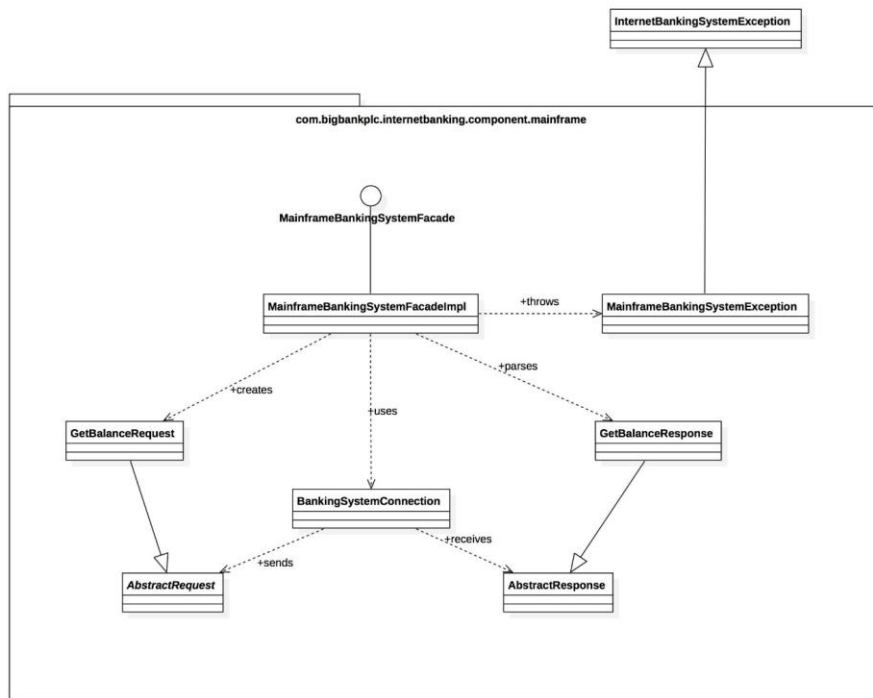 InternetBankingSystemException
com.bigbankplc.internetbanking.component.mainframe
MainframeBankingSystemFacade
MainframeBankingSystemFacadeImpl
+throws
MainframeBankingSystemException
+creates
+uses
+parses
GetBalanceRequest
GetBalanceResponse
BankingSystemConnection
+sends
+receives
AbstractRequest
AbstractResponse